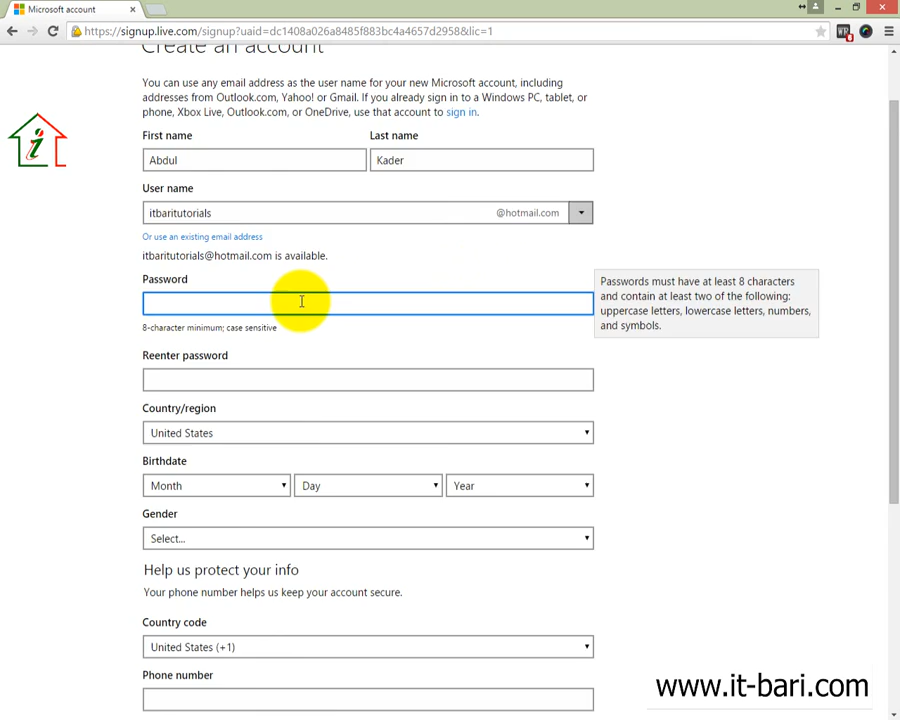 Microsoft account
https://signup.live.com/signup?uaid=dc1408a026a8485f883bc4a4657d2958&lic=1
Create an account
You can use any email address as the user name for your new Microsoft account, including
addresses from Outlook.com, Yahoo! or Gmail. If you already sign in to a Windows PC, tablet, or
phone, Xbox Live, Outlook.com, or OneDrive, use that account to sign in.
First name Last name
Abdul Kader
User name
itbaritutorials @hotmail.com
Or use an existing email address
itbaritutorials@hotmail.com is available.
Password
Passwords must have at least 8 characters
and contain at least two of the following:
uppercase letters, lowercase letters, numbers,
and symbols.
8-character minimum; case sensitive
Reenter password
Country/region
United States
Birthdate
Month Day Year
Gender
Select...
Help us protect your info
Your phone number helps us keep your account secure.
Country code
United States (+1)
Phone number
www.it-bari.com